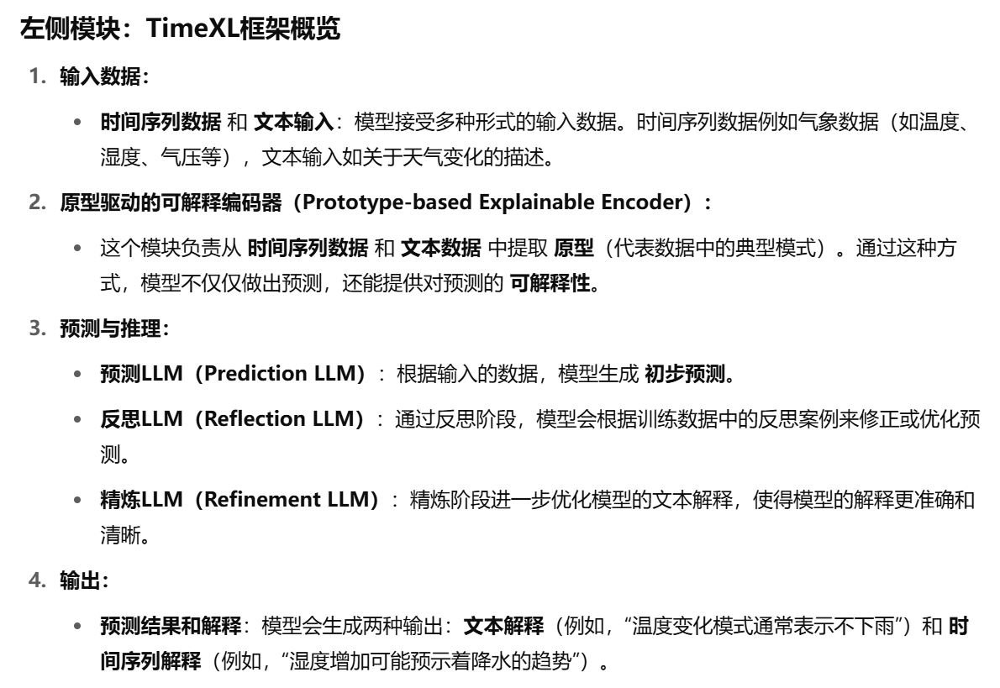 左侧模块：TimeXL框架概览
1. 输入数据：
• 时间序列数据 和 文本输入：模型接受多种形式的输入数据。时间序列数据例如气象数据（如温度、
湿度、气压等），文本输入如关于天气变化的描述。
2. 原型驱动的可解释编码器（Prototype-based Explainable Encoder）：
• 这个模块负责从 时间序列数据 和 文本数据 中提取 原型（代表数据中的典型模式）。通过这种方
式，模型不仅仅做出预测，还能提供对预测的 可解释性。
3. 预测与推理：
• 预测LLM（Prediction LLM）：根据输入的数据，模型生成 初步预测。
• 反思LLM（Reflection LLM）：通过反思阶段，模型会根据训练数据中的反思案例来修正或优化预
测。
• 精炼LLM（Refinement LLM）：精炼阶段进一步优化模型的文本解释，使得模型的解释更准确和
清晰。
4. 输出：
• 预测结果和解释：模型会生成两种输出：文本解释（例如，“温度变化模式通常表示不下雨”）和 时
间序列解释（例如，“湿度增加可能预示着降水的趋势”）。